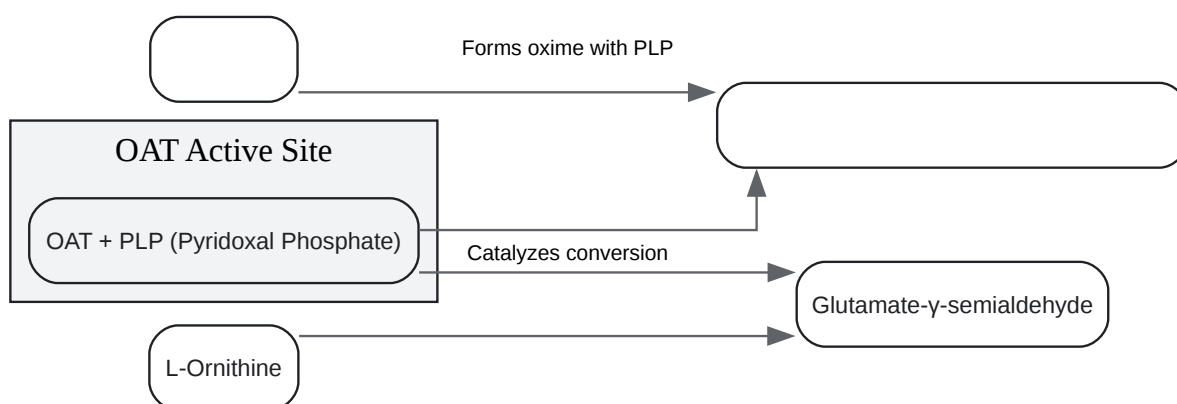 Forms oxime with PLP
OAT Active Site
OAT + PLP (Pyridoxal Phosphate)
Catalyzes conversion
Glutamate-γ-semialdehyde
L-Ornithine